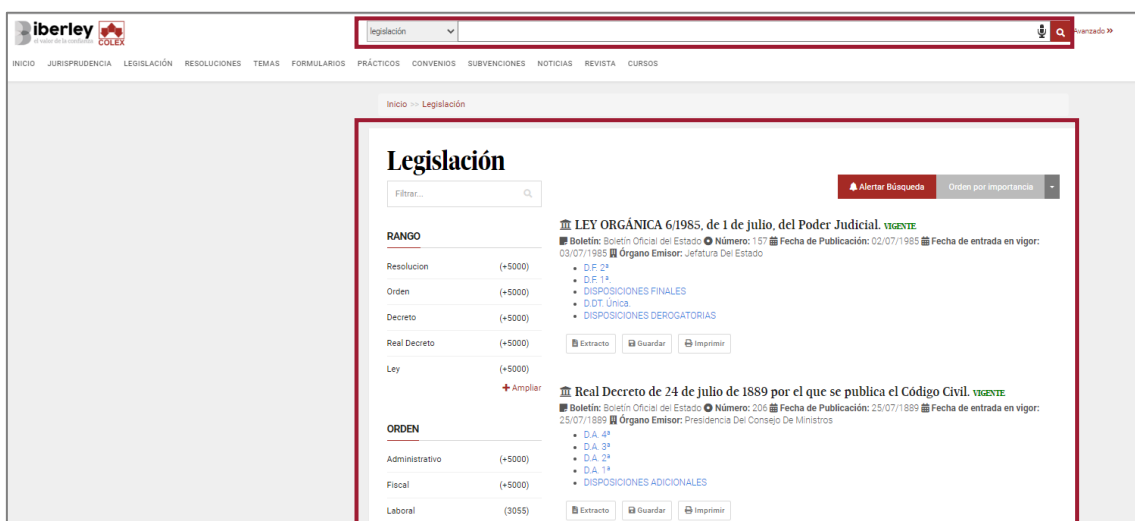 iberley
el valor de la confianza
COLEX
legislación
Avanzado »
INICIO JURISPRUDENCIA LEGISLACIÓN RESOLUCIONES TEMAS FORMULARIOS PRÁCTICOS CONVENIOS SUBVENCIONES NOTICIAS REVISTA CURSOS
Inicio >> Legislación
Legislación
Filtrar...
Alertar Búsqueda Orden por importancia
RANGO
Resolucion (+5000)
Orden (+5000)
Decreto (+5000)
Real Decreto (+5000)
Ley (+5000)
+ Ampliar
ORDEN
Administrativo (+5000)
Fiscal (+5000)
Laboral (3055)
LEY ORGÁNICA 6/1985, de 1 de julio, del Poder Judicial. VIGENTE
Boletín: Boletín Oficial del Estado Número: 157 Fecha de Publicación: 02/07/1985 Fecha de entrada en vigor:
03/07/1985 Órgano Emisor: Jefatura Del Estado
• D.F. 2ª
• D.F. 1ª.
• DISPOSICIONES FINALES
• D.DT. Única.
• DISPOSICIONES DEROGATORIAS
Extracto Guardar Imprimir
Real Decreto de 24 de julio de 1889 por el que se publica el Código Civil. VIGENTE
Boletín: Boletín Oficial del Estado Número: 206 Fecha de Publicación: 25/07/1889 Fecha de entrada en vigor:
25/07/1889 Órgano Emisor: Presidencia Del Consejo De Ministros
• D.A. 4ª
• D.A. 3ª
• D.A. 2ª
• D.A. 1ª
• DISPOSICIONES ADICIONALES
Extracto Guardar Imprimir